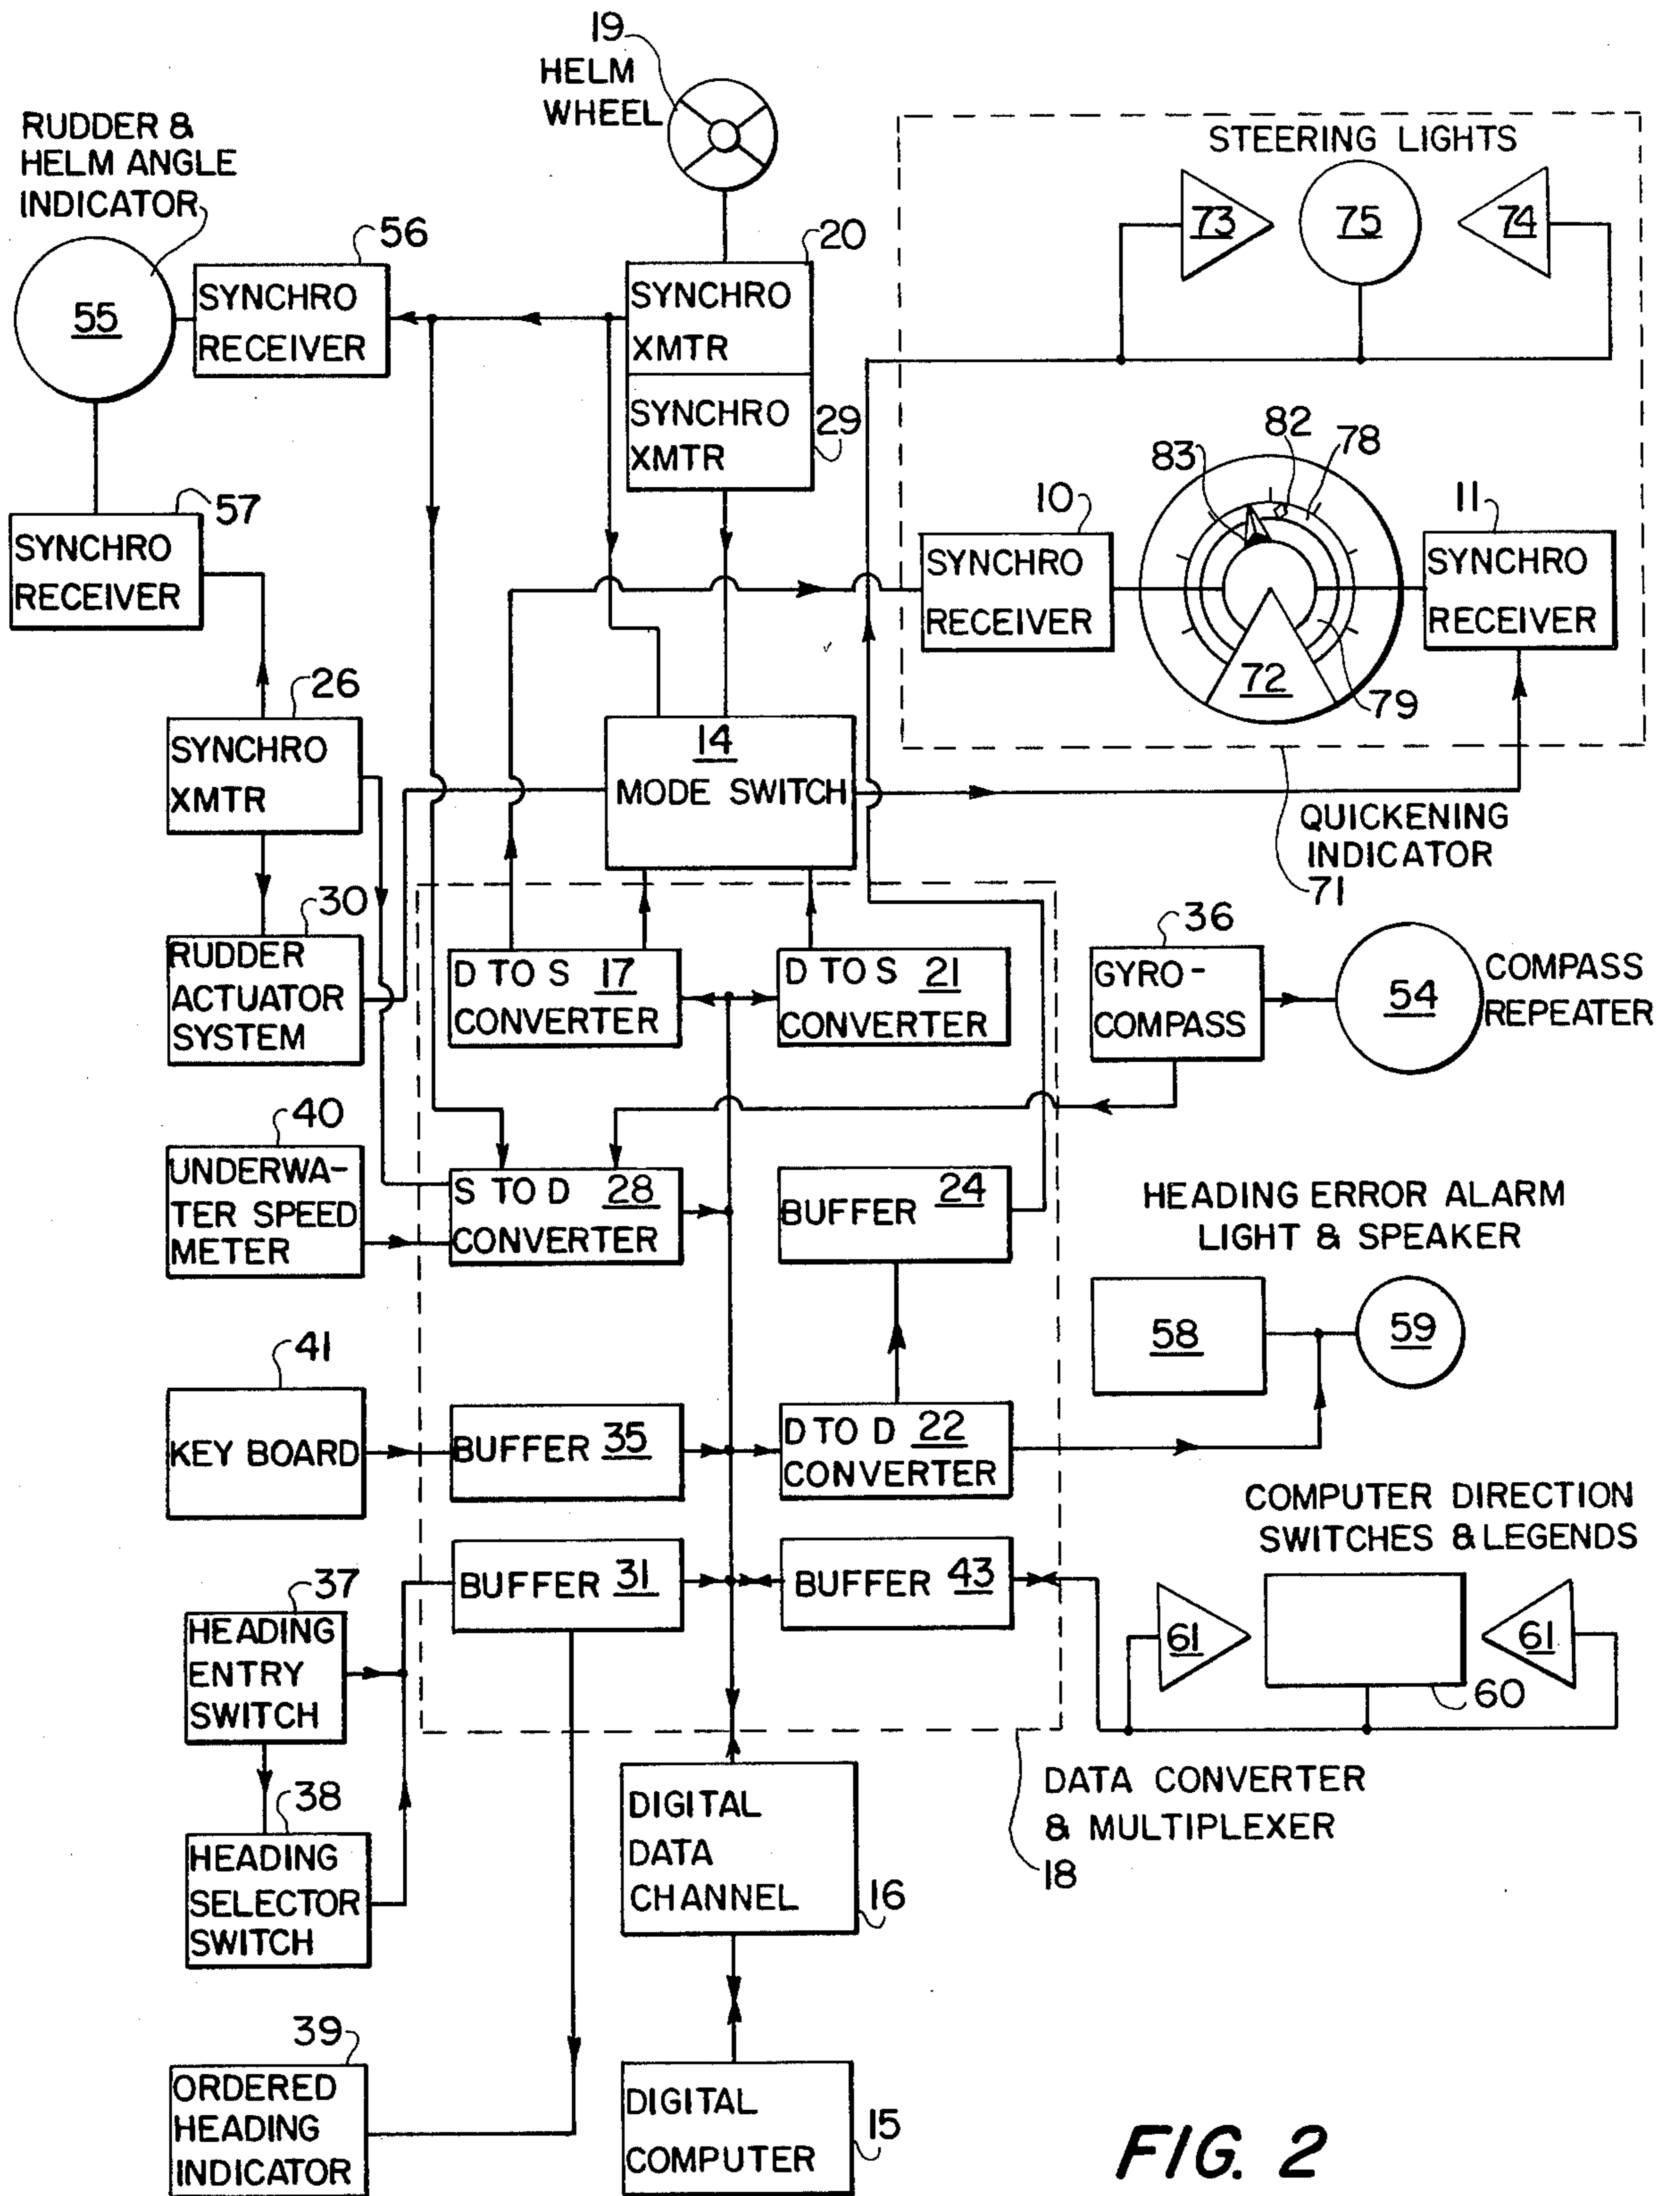 19
HELM
WHEEL
RUDDER &
HELM ANGLE
INDICATOR
55
56
SYNCHRO
RECEIVER
20
SYNCHRO
XMTR
SYNCHRO
XMTR
29
STEERING LIGHTS
73
75
74
57
SYNCHRO
RECEIVER
10
SYNCHRO
RECEIVER
83
82
78
72
79
11
SYNCHRO
RECEIVER
26
SYNCHRO
XMTR
14
MODE SWITCH
QUICKENING
INDICATOR
71
30
RUDDER
ACTUATOR
SYSTEM
D TO S 17
CONVERTER
D TO S 21
CONVERTER
36
GYRO-
COMPASS
54
COMPASS
REPEATER
40
UNDERWA-
TER SPEED
METER
S TO D 28
CONVERTER
BUFFER 24
HEADING ERROR ALARM
LIGHT & SPEAKER
58
59
41
KEY BOARD
BUFFER 35
D TO D 22
CONVERTER
COMPUTER DIRECTION
SWITCHES & LEGENDS
BUFFER 31
BUFFER 43
61
61
60
37
HEADING
ENTRY
SWITCH
38
HEADING
SELECTOR
SWITCH
DIGITAL
DATA
CHANNEL
16
DATA CONVERTER
& MULTIPLEXER
18
39
ORDERED
HEADING
INDICATOR
DIGITAL
COMPUTER
15
FIG. 2